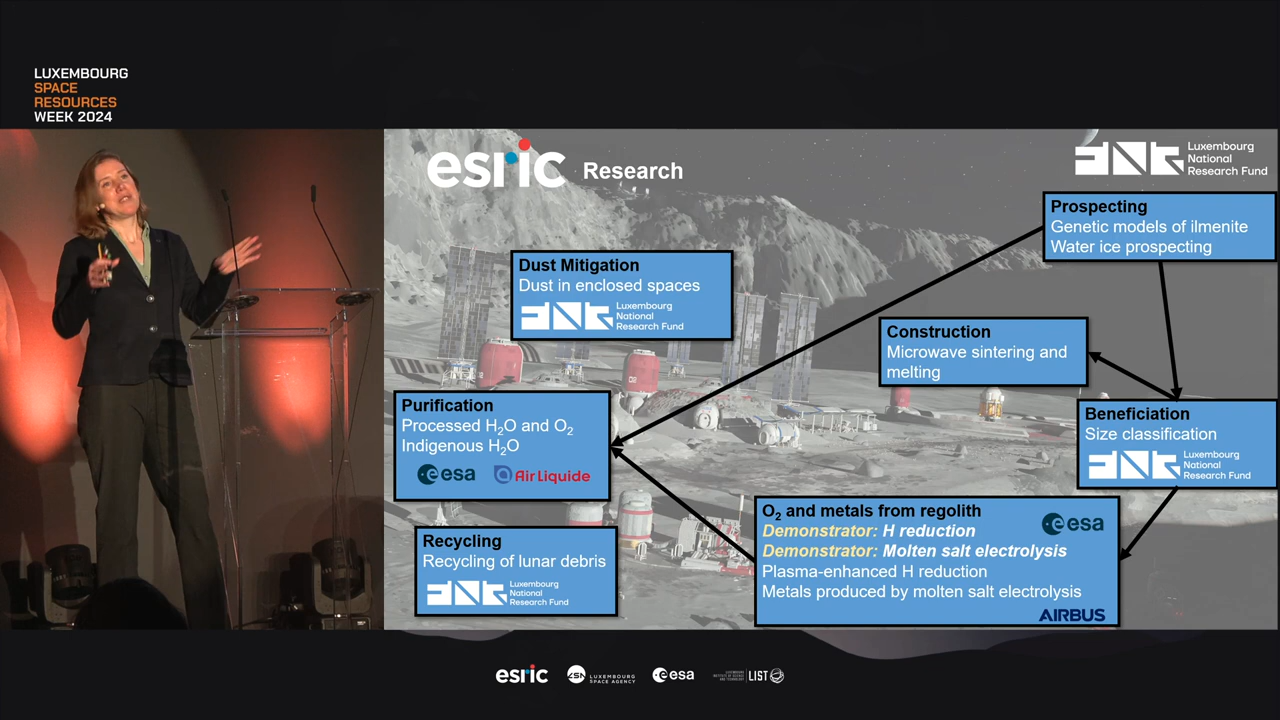 LUXEMBOURG
SPACE
RESOURCES
WEEK 2024
esric Research
Luxembourg
National
Research Fund
Prospecting
Genetic models of ilmenite
Water ice prospecting
Dust Mitigation
Dust in enclosed spaces
Luxembourg
National
Research Fund
Construction
Microwave sintering and
melting
Purification
Processed H₂O and O₂
Indigenous H₂O
esa Air Liquide
Beneficiation
Size classification
Luxembourg
National
Research Fund
O₂ and metals from regolith
esa
Demonstrator: H reduction
Demonstrator: Molten salt electrolysis
Plasma-enhanced H reduction
Metals produced by molten salt electrolysis
AIRBUS
Recycling
Recycling of lunar debris
Luxembourg
National
Research Fund
esric
LUXEMBOURG
SPACE AGENCY
esa
LIST